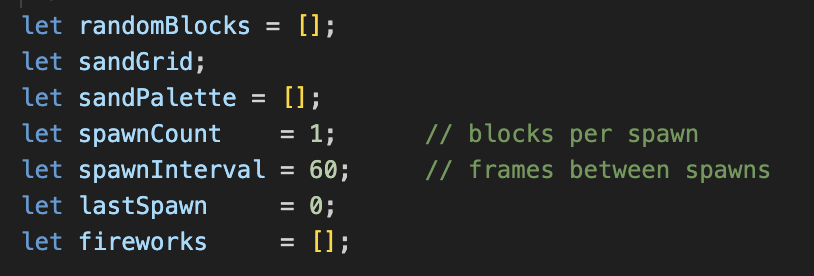 let randomBlocks = [];
let sandGrid;
let sandPalette = [];
let spawnCount    = 1;      // blocks per spawn
let spawnInterval = 60;     // frames between spawns
let lastSpawn     = 0;
let fireworks     = [];